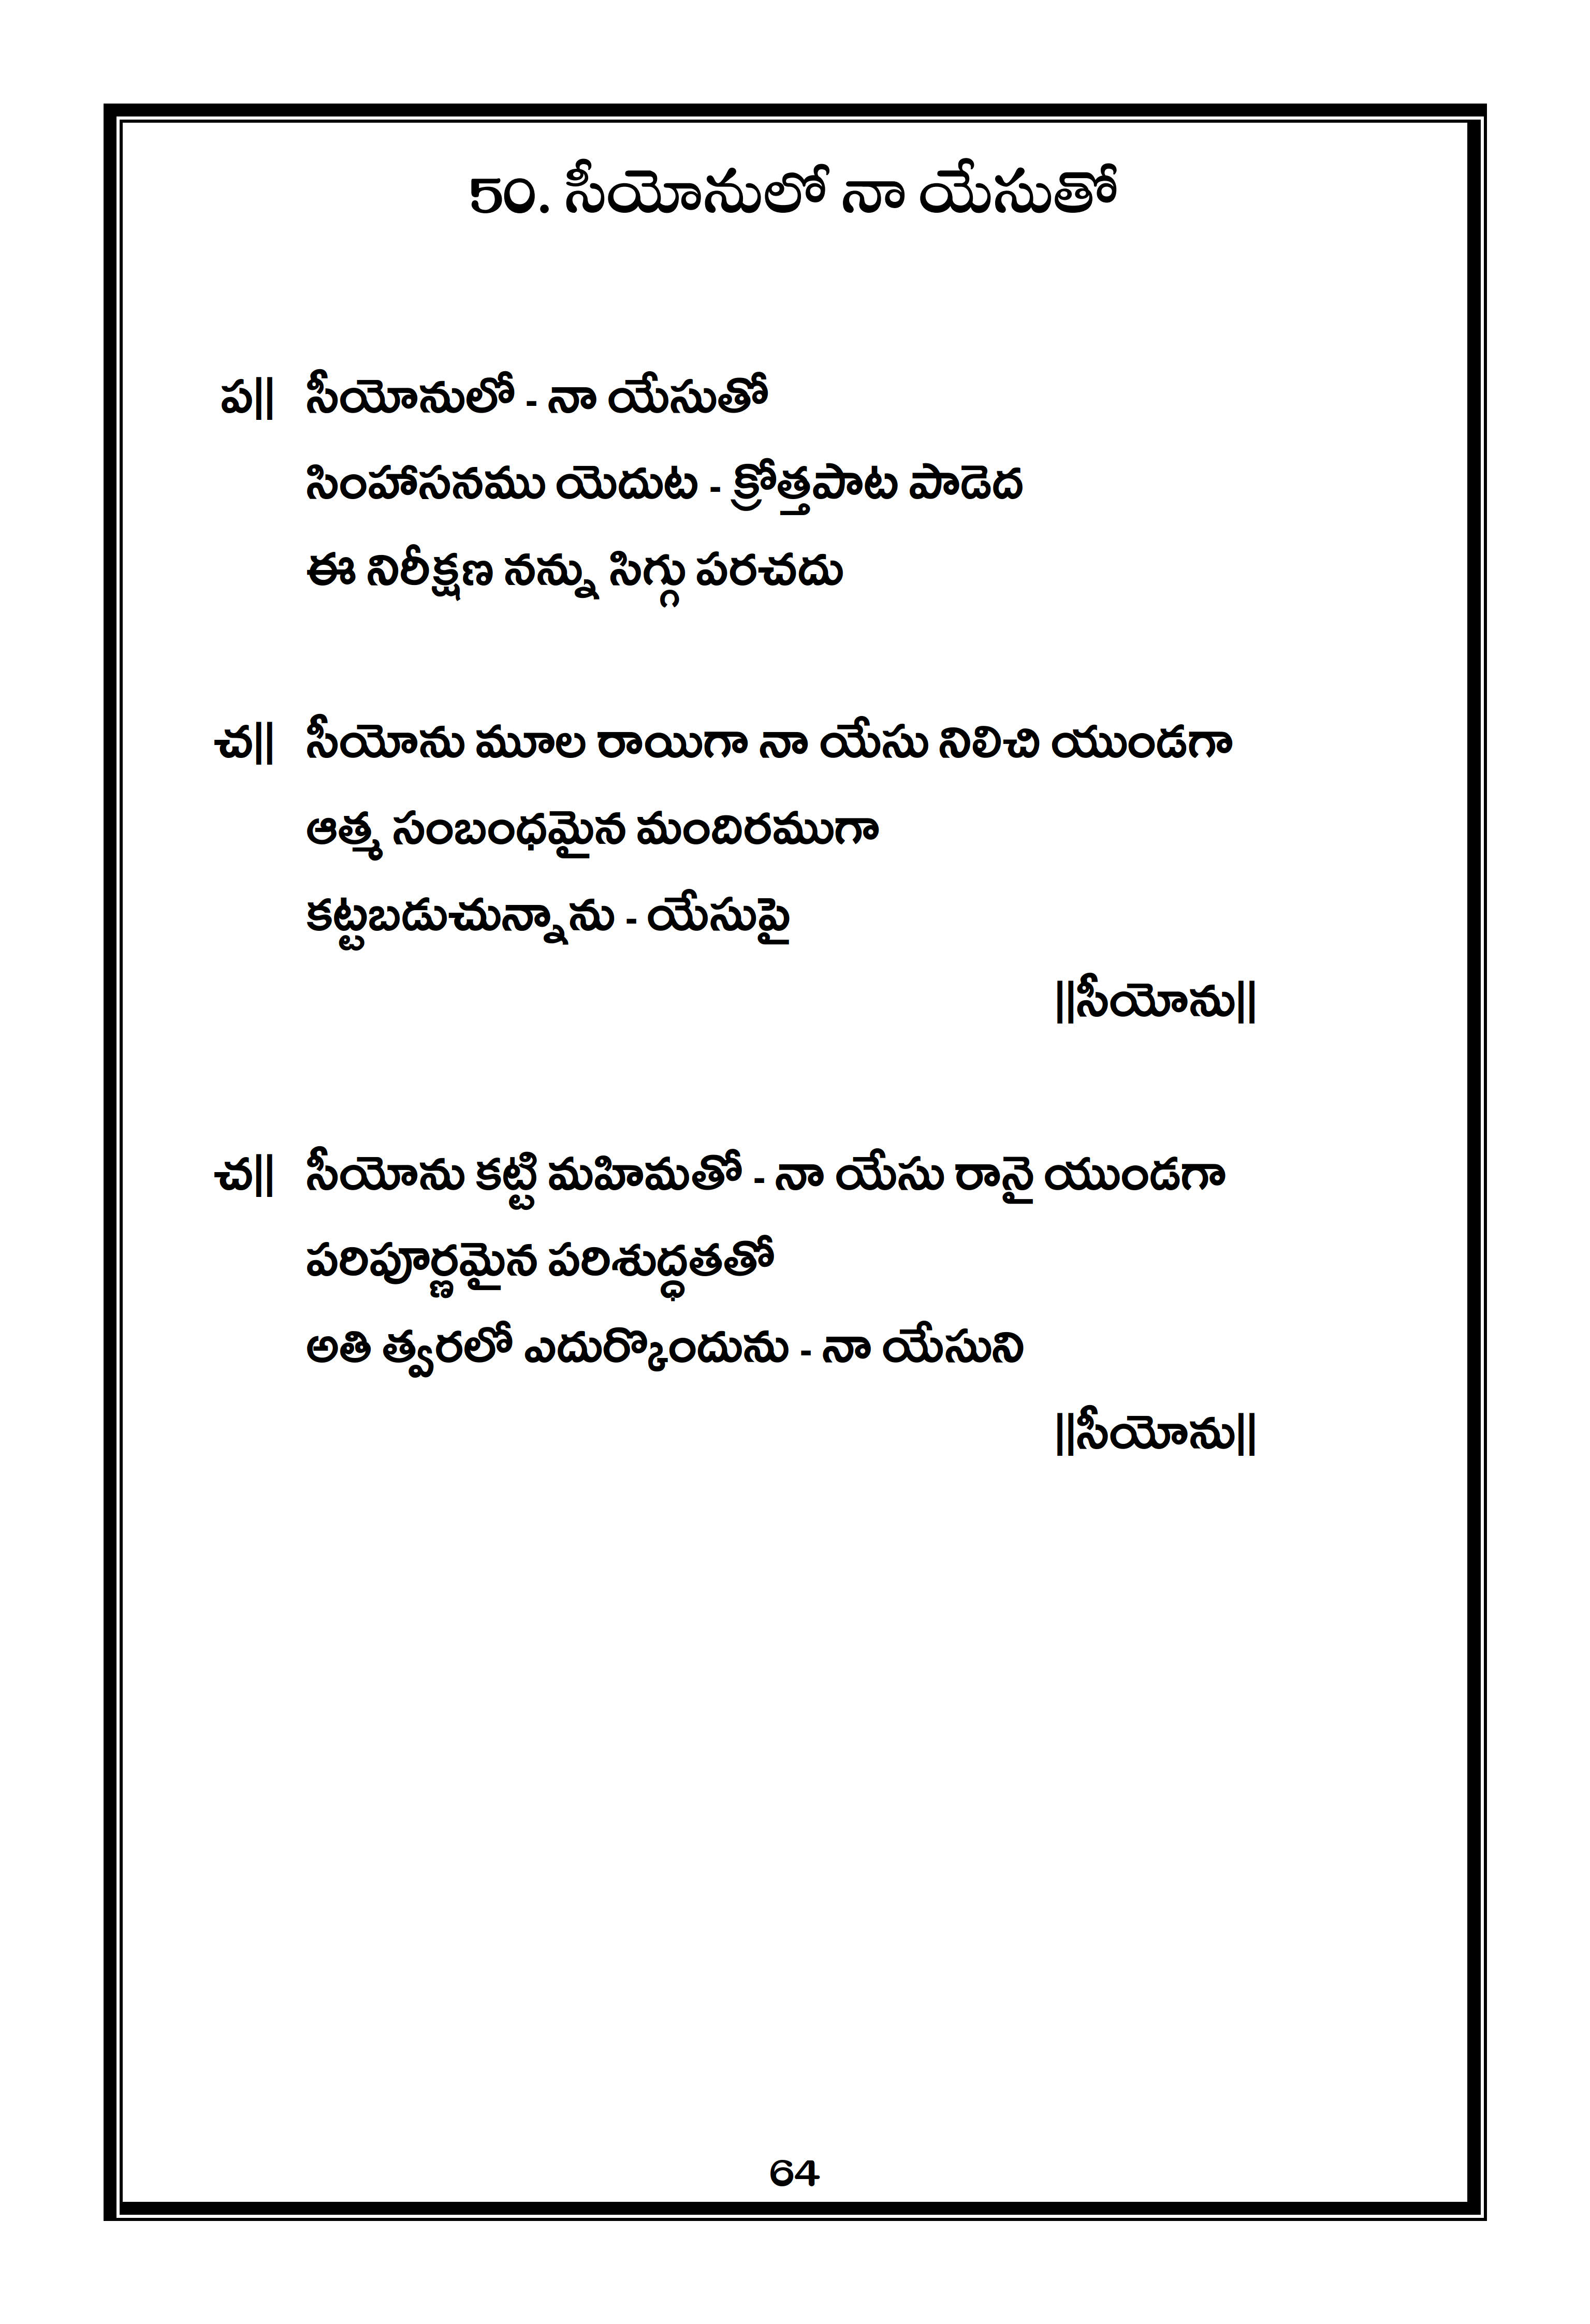 50. సీయోనులో నా యేసుతో
ప|| సీయోనులో - నా యేసుతో
సింహాసనము యెదుట - క్రోత్తపాట పాడెద
ఈ నిరీక్షణ నన్ను సిగ్గు పరచదు
చ|| సీయోను మూల రాయిగా నా యేసు నిలిచి యుండగా
ఆత్మ సంబంధమైన మందిరముగా
కట్టబడుచున్నాను - యేసుపై
||సీయోను||
చ|| సీయోను కట్టి మహిమతో - నా యేసు రానై యుండగా
పరిపూర్ణమైన పరిశుద్ధతతో
అతి త్వరలో ఎదుర్కొందును - నా యేసుని
||సీయోను||
64